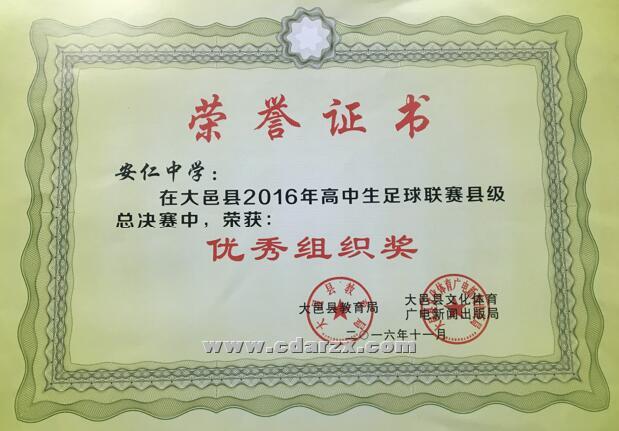 荣誉证书
安仁中学：
在大邑县2016年高中生足球联赛县级
总决赛中，荣获：
优秀组织奖
大邑县教育局
大邑县文化体育
广电新闻出版局
二〇一六年十一月
www.cdarzx.com